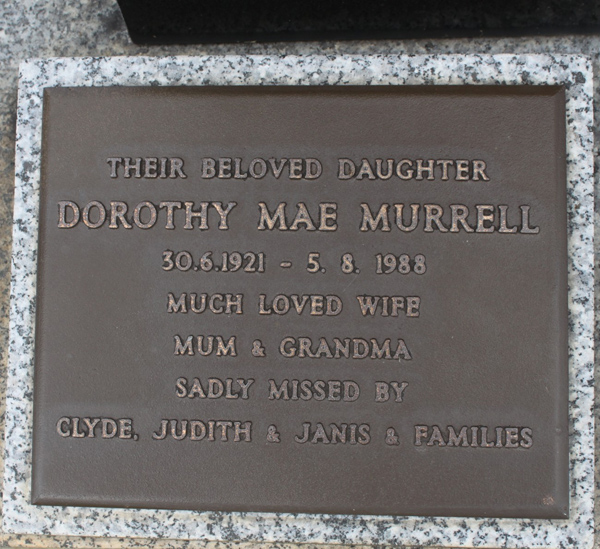 THEIR BELOVED DAUGHTER
DOROTHY MAE MURRELL
30.6.1921 - 5. 8. 1988
MUCH LOVED WIFE
MUM & GRANDMA
SADLY MISSED BY
CLYDE, JUDITH & JANIS & FAMILIES